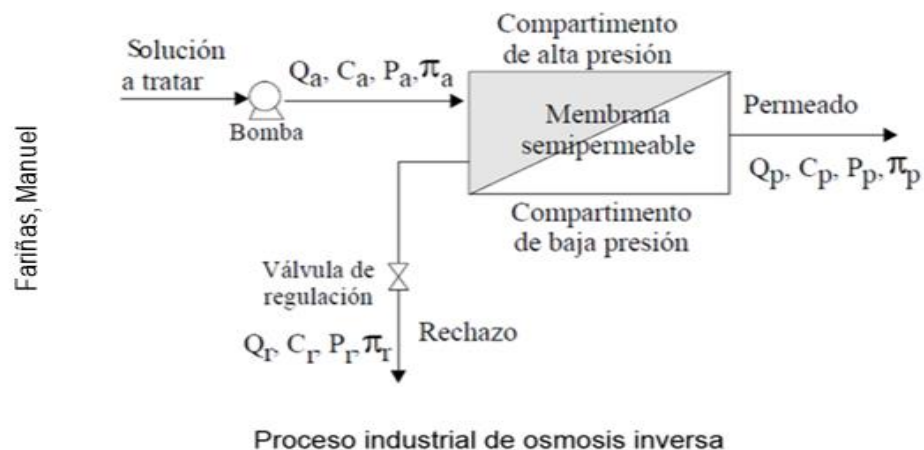 Fariñas, Manuel
Solución
a tratar
Bomba
Qa, Ca, Pa, πa
Compartimento
de alta presión
Membrana
semipermeable
Permeado
Qp, Cp, Pp, πp
Compartimento
de baja presión
Válvula de
regulación
Rechazo
Qr, Cr, Pr, πr
Proceso industrial de osmosis inversa